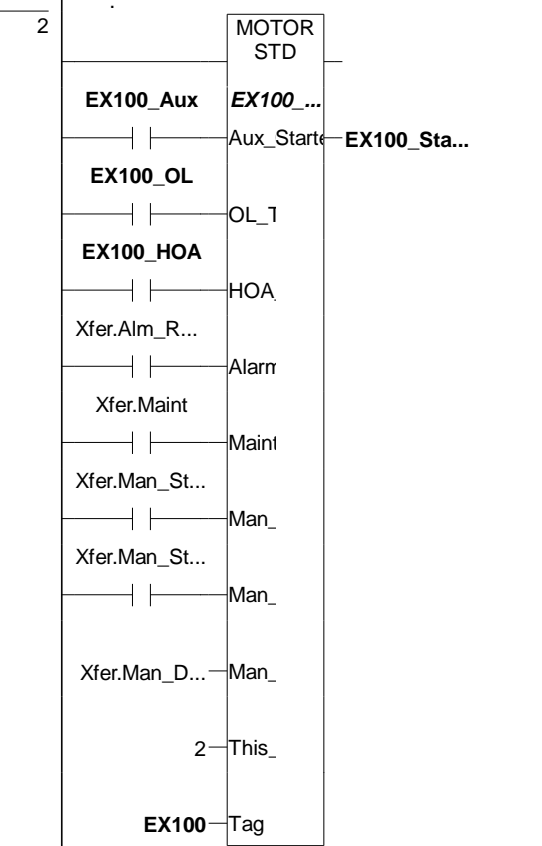 2
MOTOR
STD
EX100_Aux
EX100_...
Aux_Starte
EX100_Sta...
EX100_OL
OL_T
EX100_HOA
HOA_
Xfer.Alm_R...
Alarm
Xfer.Maint
Maint
Xfer.Man_St...
Man_
Xfer.Man_St...
Man_
Xfer.Man_D...
Man_
2
This_
EX100
Tag